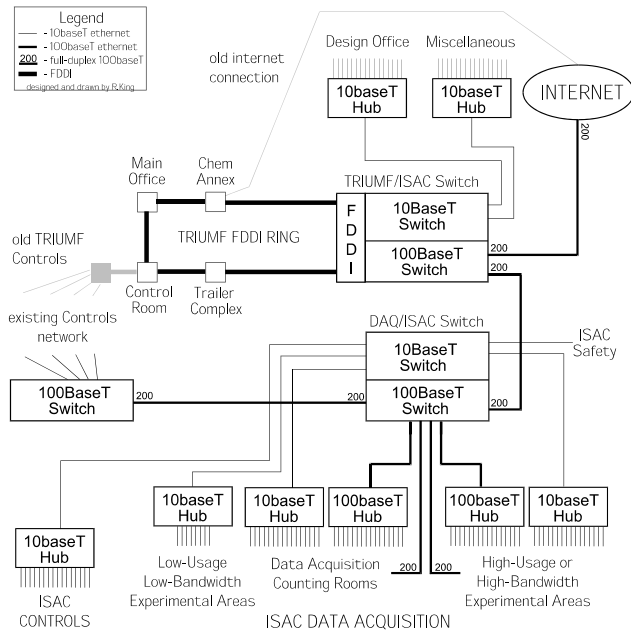 Legend
- 10baseT ethernet
- 100baseT ethernet
200 - full-duplex 100baseT
- FDDI
designed and drawn by R.King
old internet
connection
Design Office
Miscellaneous
10baseT
Hub
10baseT
Hub
INTERNET
200
Main
Office
Chem
Annex
TRIUMF/ISAC Switch
F
D
D
I
10BaseT
Switch
100BaseT
Switch
200
200
TRIUMF FDDI RING
old TRIUMF
Controls
Control
Room
Trailer
Complex
existing Controls
network
100BaseT
Switch
200
200
DAQ/ISAC Switch
10BaseT
Switch
100BaseT
Switch
200
ISAC
Safety
10baseT
Hub
ISAC
CONTROLS
10baseT
Hub
Low-Usage
Low-Bandwidth
Experimental Areas
10baseT
Hub
100baseT
Hub
Data Acquisition
Counting Rooms
200
200
100baseT
Hub
10baseT
Hub
High-Usage or
High-Bandwidth
Experimental Areas
ISAC DATA ACQUISITION